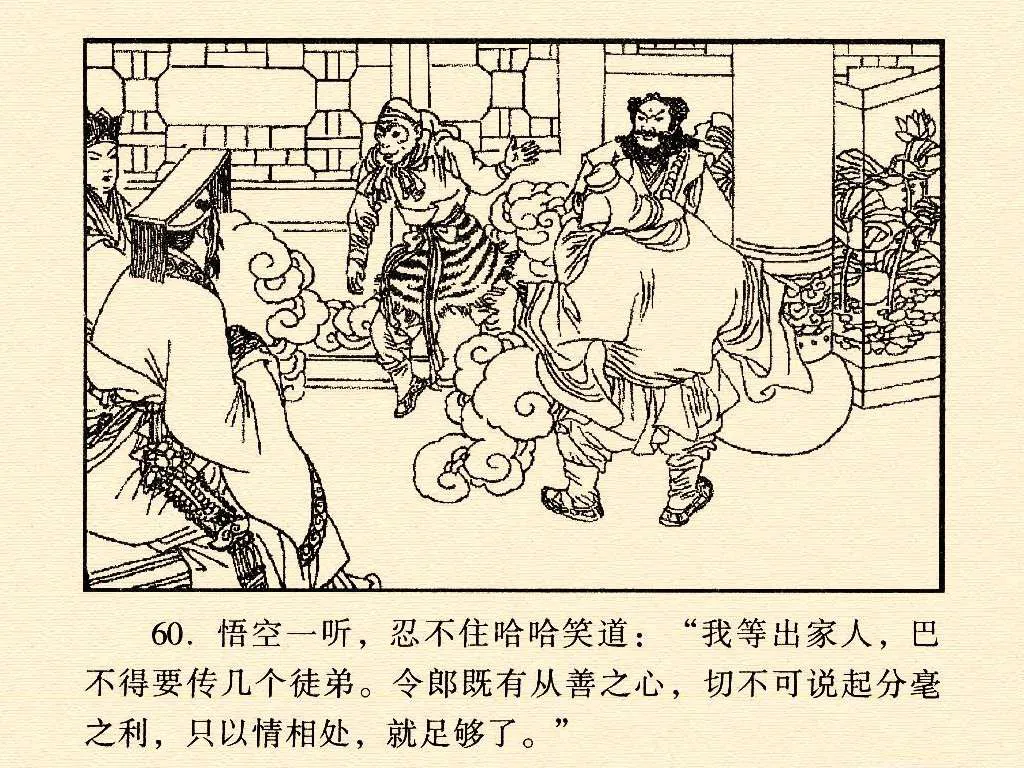 60. 悟空一听，忍不住哈哈笑道：“我等出家人，巴
不得要传几个徒弟。令郎既有从善之心，切不可说起分毫
之利，只以情相处，就足够了。”